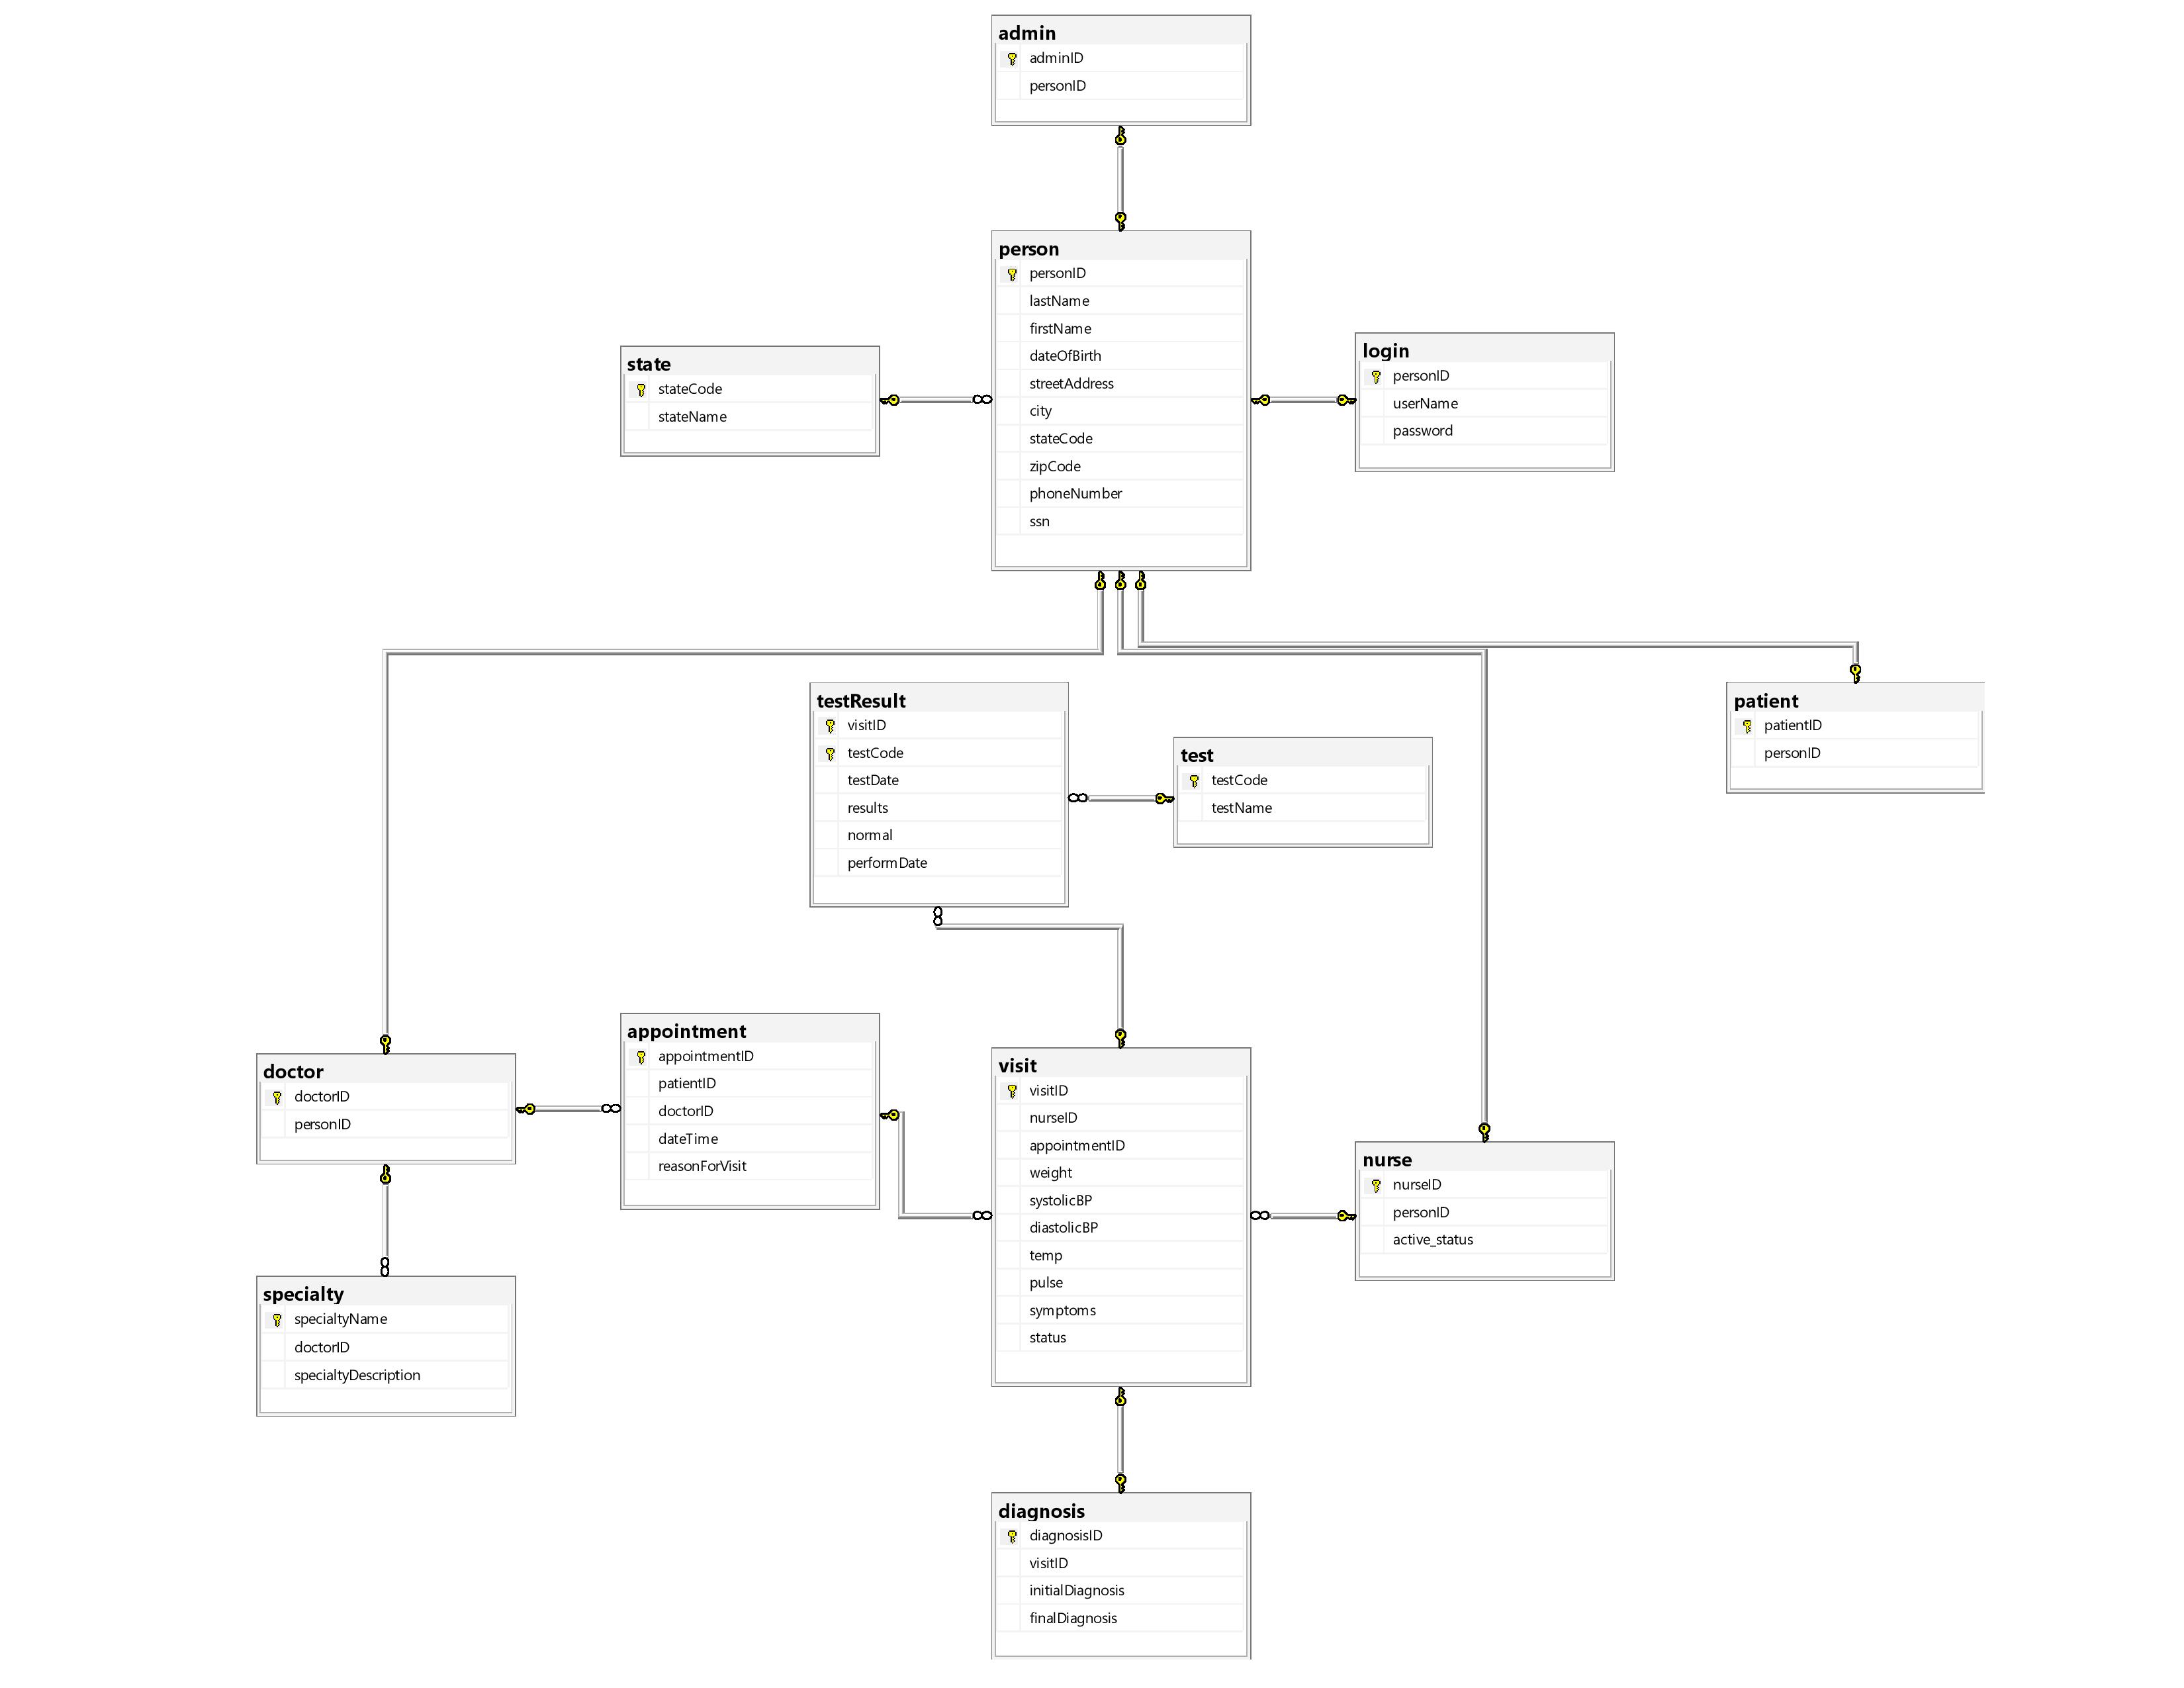 admin
adminID
personID
person
personID
lastName
firstName
dateOfBirth
streetAddress
city
stateCode
zipCode
phoneNumber
ssn
state
stateCode
stateName
login
personID
userName
password
testResult
visitID
testCode
testDate
results
normal
performDate
test
testCode
testName
patient
patientID
personID
doctor
doctorID
personID
appointment
appointmentID
patientID
doctorID
dateTime
reasonForVisit
visit
visitID
nurseID
appointmentID
weight
systolicBP
diastolicBP
temp
pulse
symptoms
status
nurse
nurseID
personID
active_status
specialty
specialtyName
doctorID
specialtyDescription
diagnosis
diagnosisID
visitID
initialDiagnosis
finalDiagnosis